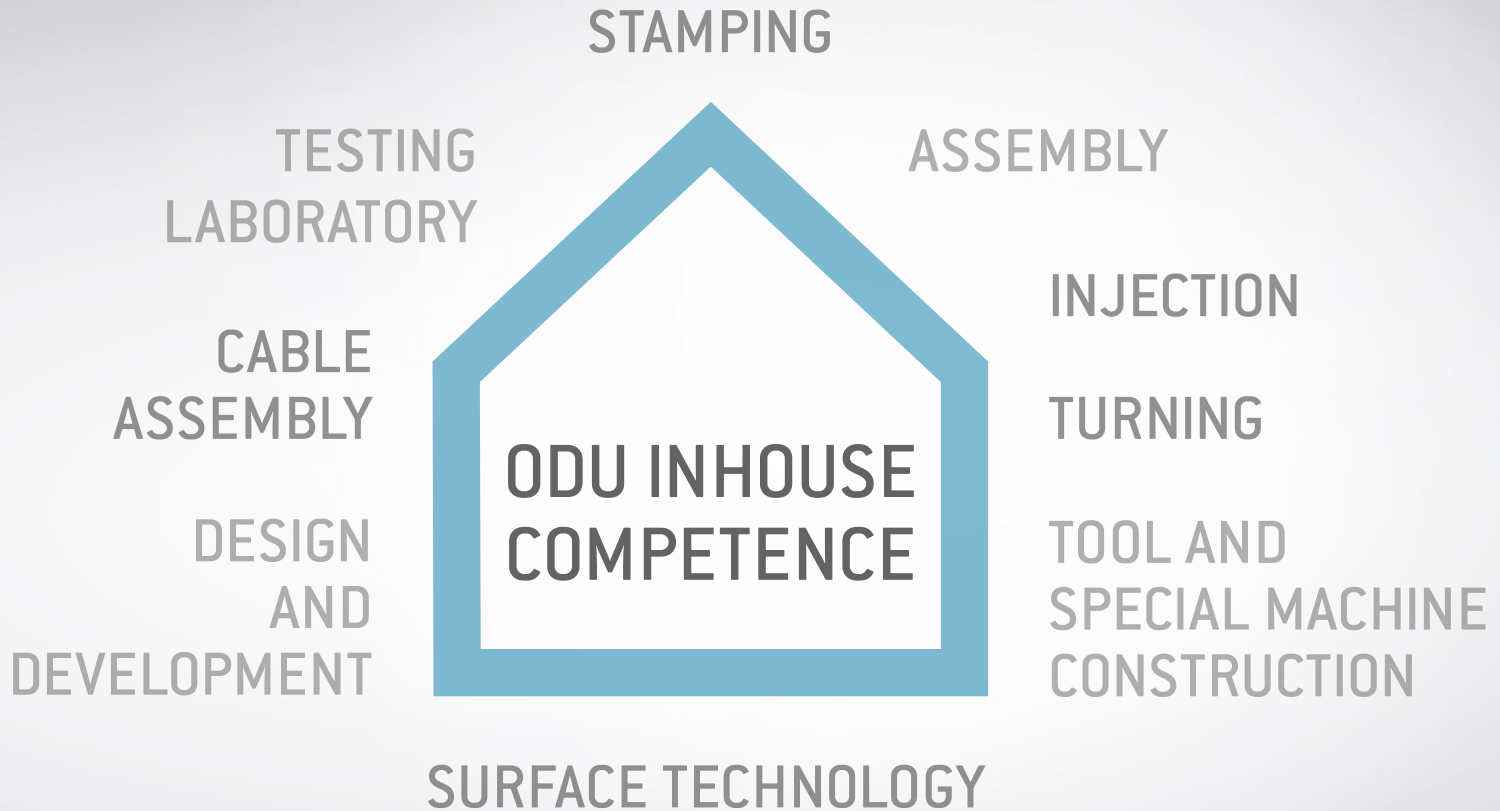 STAMPING
TESTING
LABORATORY
ASSEMBLY
INJECTION
CABLE
ASSEMBLY
TURNING
ODU INHOUSE
COMPETENCE
DESIGN
AND
DEVELOPMENT
TOOL AND
SPECIAL MACHINE
CONSTRUCTION
SURFACE TECHNOLOGY